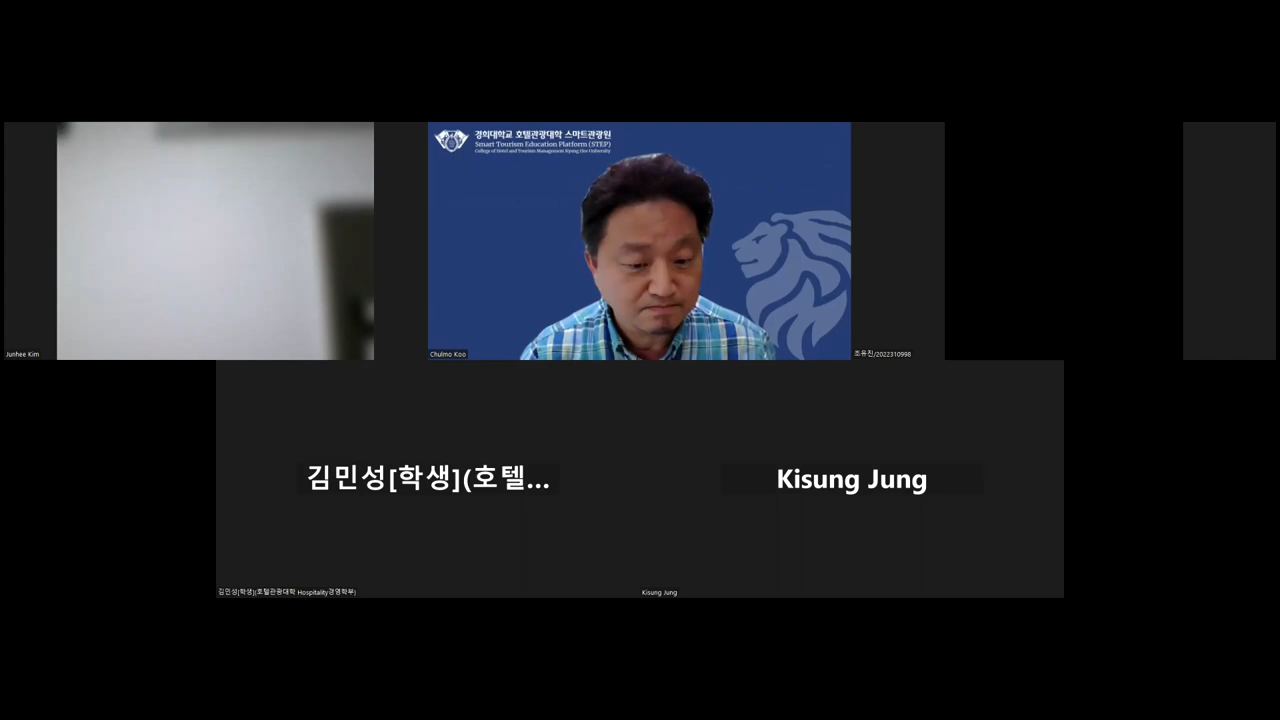 경희대학교 호텔관광대학 스마트관광원
Smart Tourism Education Platform (STEP)
College of Hotel and Tourism Management Kyung Hee University
Junhee Kim
Chulmo Koo
조유진/2022310998
김민성[학생](호텔...
Kisung Jung
김민성[학생](호텔관광대학 Hospitality경영학부)
Kisung Jung